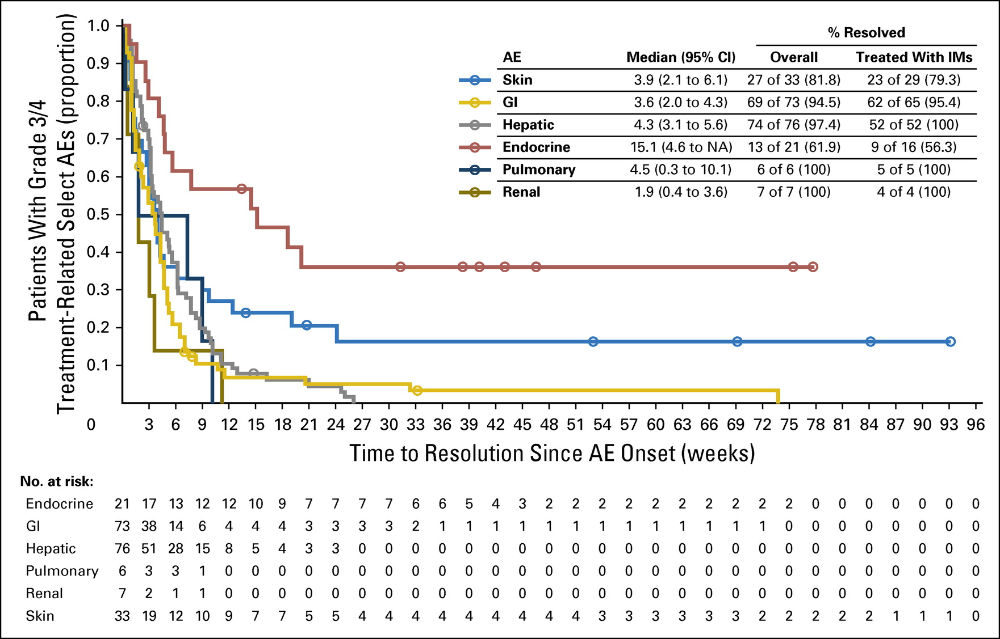 Patients With Grade 3/4
Treatment-Related Select AEs (proportion)
1.0
0.9
0.8
0.7
0.6
0.5
0.4
0.3
0.2
0.1
% Resolved
AE Median (95% CI) Overall Treated With IMs
Skin 3.9 (2.1 to 6.1) 27 of 33 (81.8) 23 of 29 (79.3)
GI 3.6 (2.0 to 4.3) 69 of 73 (94.5) 62 of 65 (95.4)
Hepatic 4.3 (3.1 to 5.6) 74 of 76 (97.4) 52 of 52 (100)
Endocrine 15.1 (4.6 to NA) 13 of 21 (61.9) 9 of 16 (56.3)
Pulmonary 4.5 (0.3 to 10.1) 6 of 6 (100) 5 of 5 (100)
Renal 1.9 (0.4 to 3.6) 7 of 7 (100) 4 of 4 (100)
0 3 6 9 12 15 18 21 24 27 30 33 36 39 42 45 48 51 54 57 60 63 66 69 72 75 78 81 84 87 90 93 96
Time to Resolution Since AE Onset (weeks)
No. at risk:
Endocrine 21 17 13 12 12 10 9 7 7 7 7 6 6 5 4 3 2 2 2 2 2 2 2 2 2 2 0 0 0 0 0 0 0
GI 73 38 14 6 4 4 4 3 3 3 3 2 1 1 1 1 1 1 1 1 1 1 1 1 1 0 0 0 0 0 0 0 0
Hepatic 76 51 28 15 8 5 4 3 3 0 0 0 0 0 0 0 0 0 0 0 0 0 0 0 0 0 0 0 0 0 0 0 0
Pulmonary 6 3 3 1 0 0 0 0 0 0 0 0 0 0 0 0 0 0 0 0 0 0 0 0 0 0 0 0 0 0 0 0 0
Renal 7 2 1 1 0 0 0 0 0 0 0 0 0 0 0 0 0 0 0 0 0 0 0 0 0 0 0 0 0 0 0 0 0
Skin 33 19 12 10 9 7 7 5 5 4 4 4 4 4 4 4 4 4 3 3 3 3 3 3 2 2 2 2 2 1 1 1 0